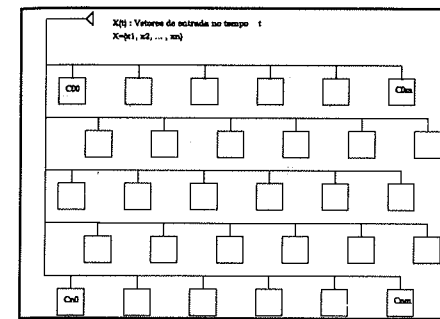 X(t) : Vetores de entrada no tempo t
X={x1, x2, ... , xn}
C00 C0m
Cn0 Cnm